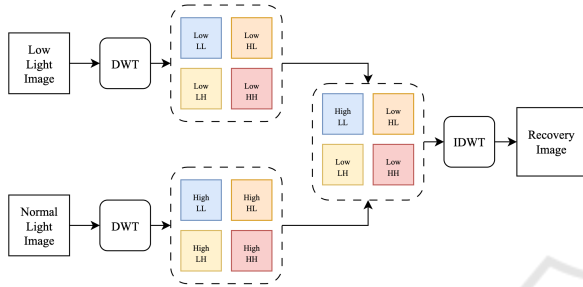 Low
Light
Image
DWT
Low
LL
Low
HL
Low
LH
Low
HH
High
LL
Low
HL
Low
LH
Low
HH
IDWT
Recovery
Image
Normal
Light
Image
DWT
High
LL
High
HL
High
LH
High
HH